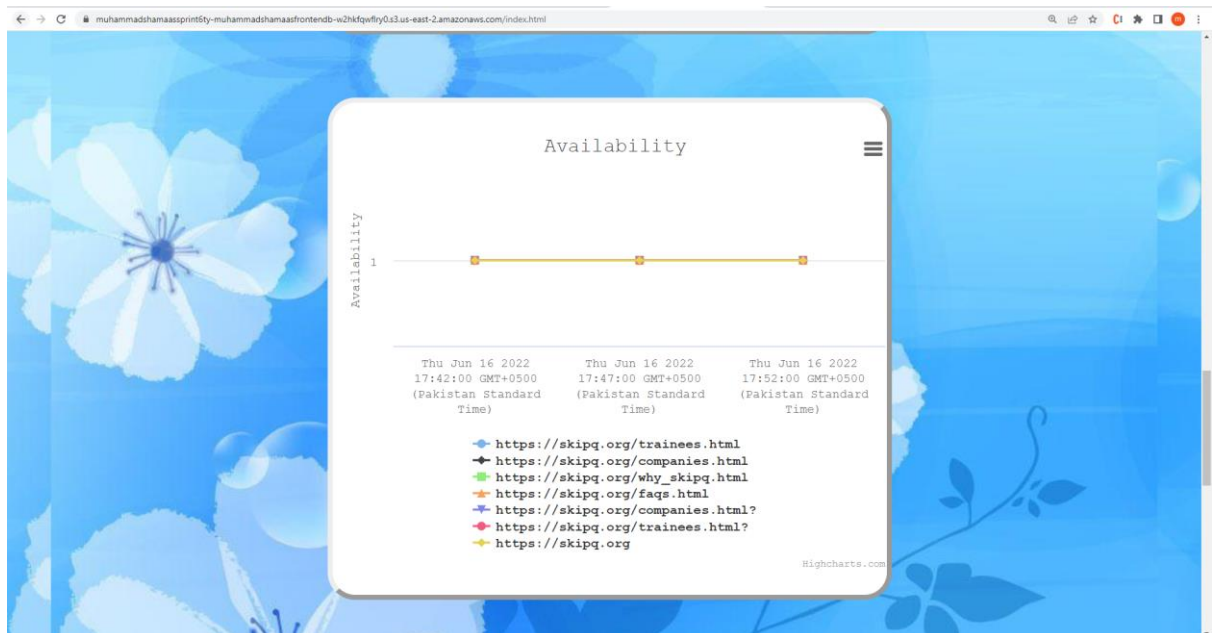 muhammadshamaassprint6ty-muhammadshamaasfrontendb-w2hkfqwflry0.s3.us-east-2.amazonaws.com/index.html
Availability
Availability
1
Thu Jun 16 2022
17:42:00 GMT+0500
(Pakistan Standard
Time)
Thu Jun 16 2022
17:47:00 GMT+0500
(Pakistan Standard
Time)
Thu Jun 16 2022
17:52:00 GMT+0500
(Pakistan Standard
Time)
https://skipq.org/trainees.html
https://skipq.org/companies.html
https://skipq.org/why_skipq.html
https://skipq.org/faqs.html
https://skipq.org/companies.html?
https://skipq.org/trainees.html?
https://skipq.org
Highcharts.com